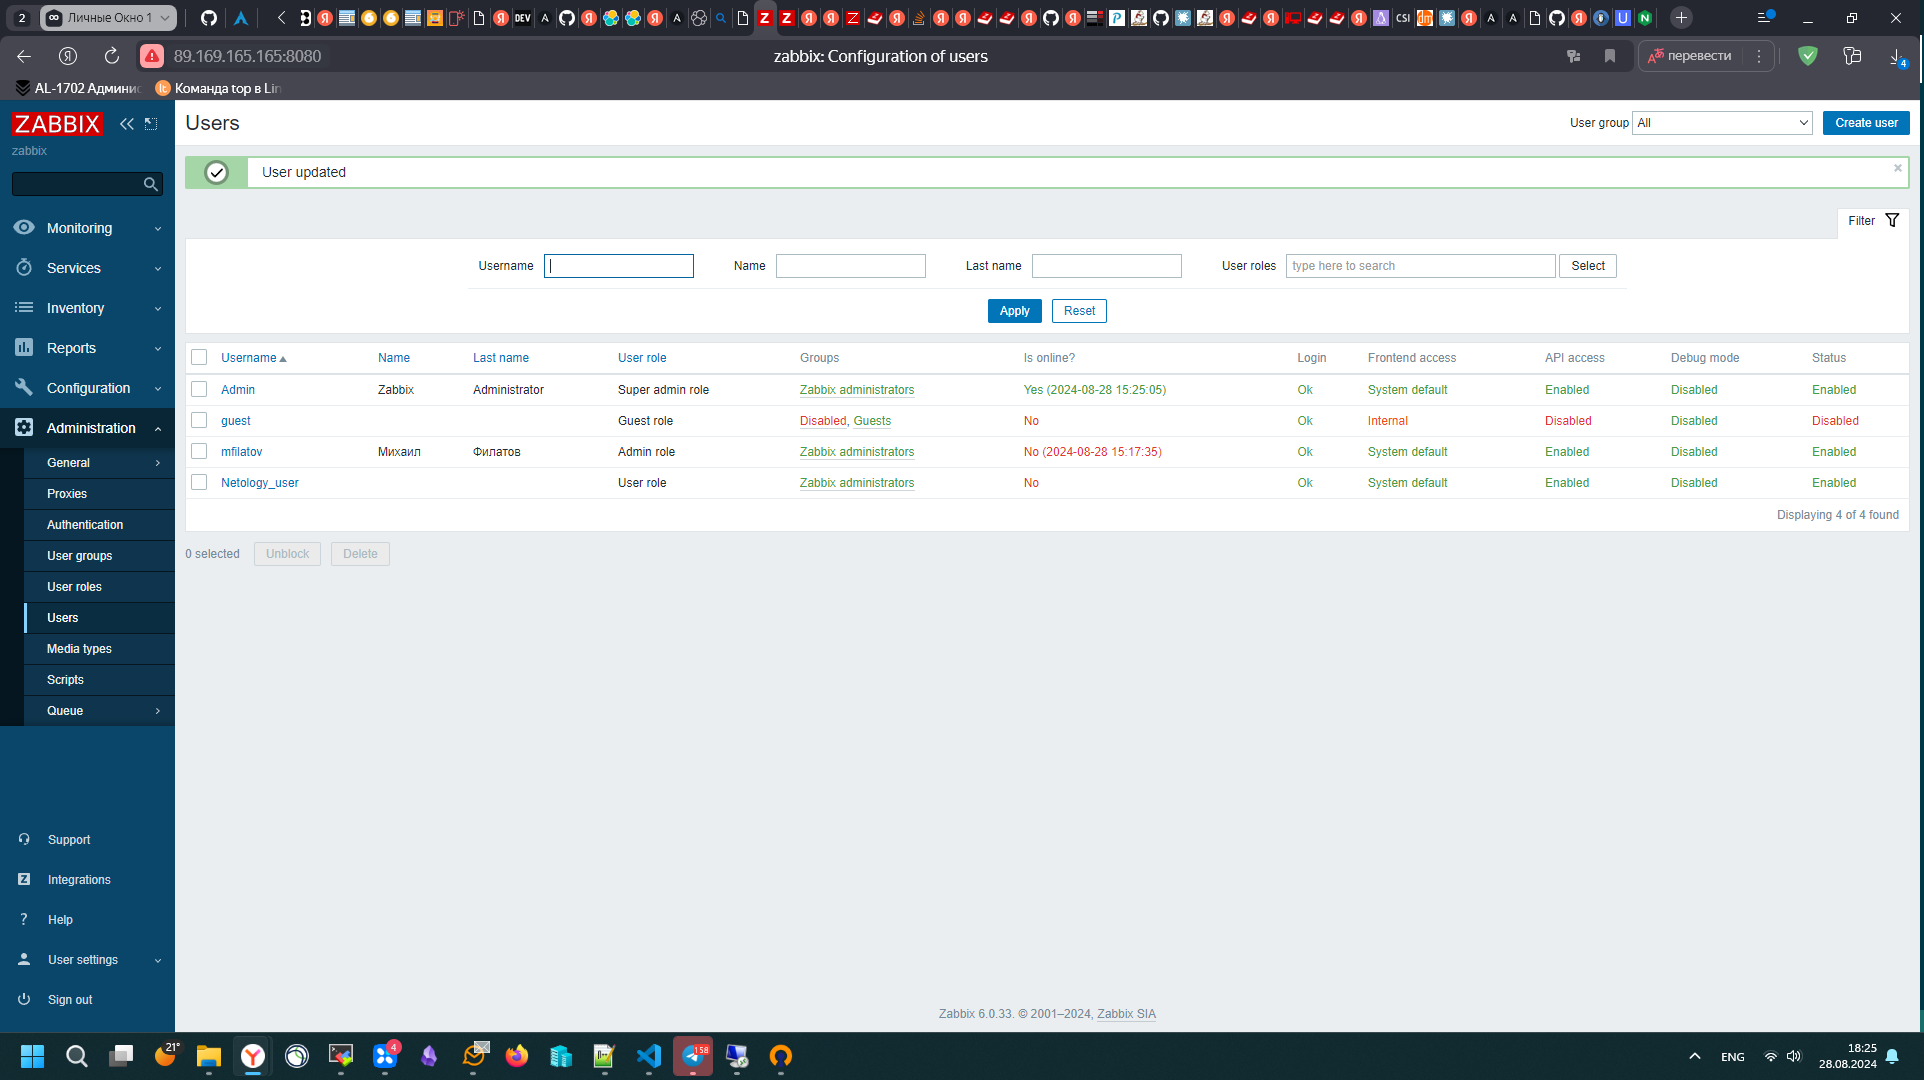 2 Личные Окно 1
89.169.165.165:8080 zabbix: Configuration of users перевести 4
AL-1702 Админис Команда top в Lin
ZABBIX
zabbix
Users User group All Create user
User updated
Filter
Monitoring
Services
Inventory
Reports
Configuration
Administration
General
Proxies
Authentication
User groups
User roles
Users
Media types
Scripts
Queue
Support
Integrations
Help
User settings
Sign out
Username Name Last name User roles type here to search Select
Apply Reset
Username Name Last name User role Groups Is online? Login Frontend access API access Debug mode Status
Admin Zabbix Administrator Super admin role Zabbix administrators Yes (2024-08-28 15:25:05) Ok System default Enabled Disabled Enabled
guest Guest role Disabled, Guests No Ok Internal Disabled Disabled Disabled
mfilatov Михаил Филатов Admin role Zabbix administrators No (2024-08-28 15:17:35) Ok System default Enabled Disabled Enabled
Netology_user User role Zabbix administrators No Ok System default Enabled Disabled Enabled
Displaying 4 of 4 found
0 selected Unblock Delete
Zabbix 6.0.33. © 2001–2024, Zabbix SIA
21° 4 158 ENG 18:25
28.08.2024